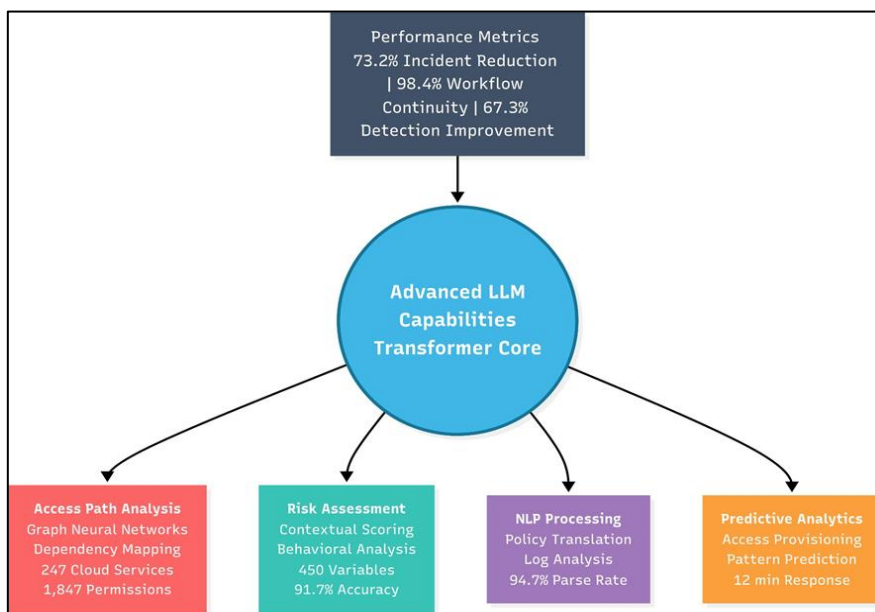 Performance Metrics
73.2% Incident Reduction
| 98.4% Workflow
Continuity | 67.3%
Detection Improvement
Advanced LLM
Capabilities
Transformer Core
Access Path Analysis
Graph Neural Networks
Dependency Mapping
247 Cloud Services
1,847 Permissions
Risk Assessment
Contextual Scoring
Behavioral Analysis
450 Variables
91.7% Accuracy
NLP Processing
Policy Translation
Log Analysis
94.7% Parse Rate
Predictive Analytics
Access Provisioning
Pattern Prediction
12 min Response